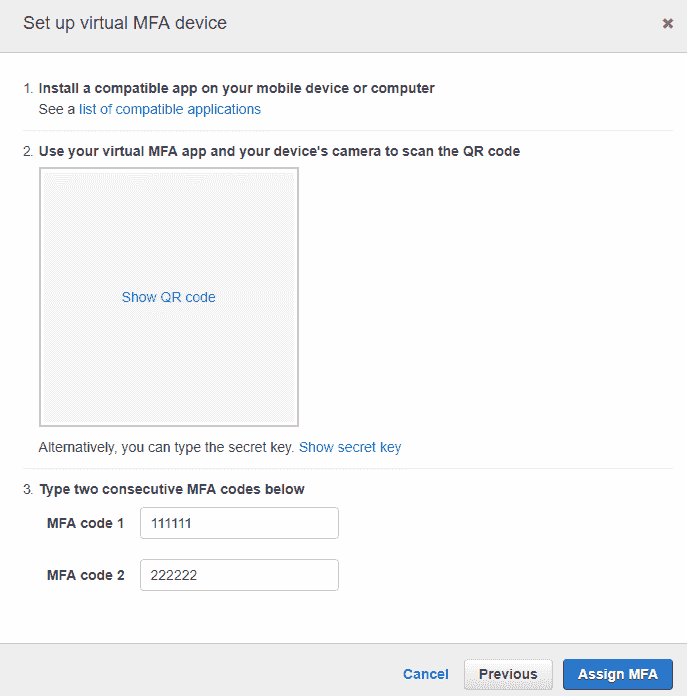 Set up virtual MFA device
1. Install a compatible app on your mobile device or computer
See a list of compatible applications
2. Use your virtual MFA app and your device's camera to scan the QR code
Show QR code
Alternatively, you can type the secret key. Show secret key
3. Type two consecutive MFA codes below
MFA code 1 111111
MFA code 2 222222
Cancel Previous Assign MFA